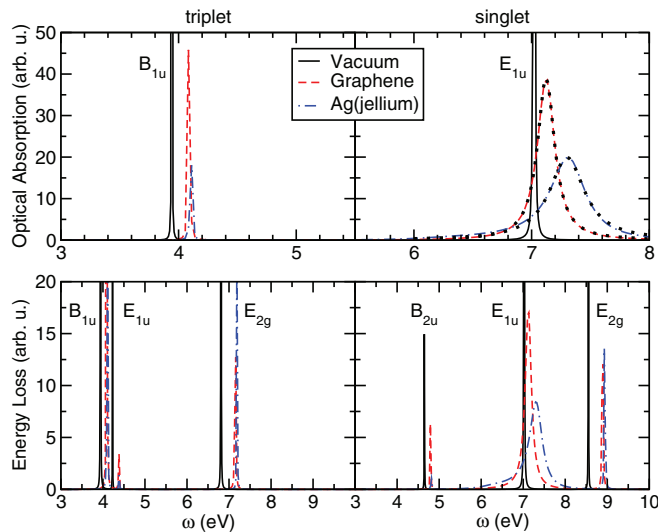 triplet singlet
50
40
30
20
10
0
Optical Absorption (arb. u.)
B1u
E1u
Vacuum
Graphene
Ag(jellium)
4 5 6 7 8
20
15
10
5
0
Energy Loss (arb. u.)
B1u E1u E2g B2u E1u E2g
3 4 5 6 7 8 9 3 4 5 6 7 8 9 10
ω (eV) ω (eV)